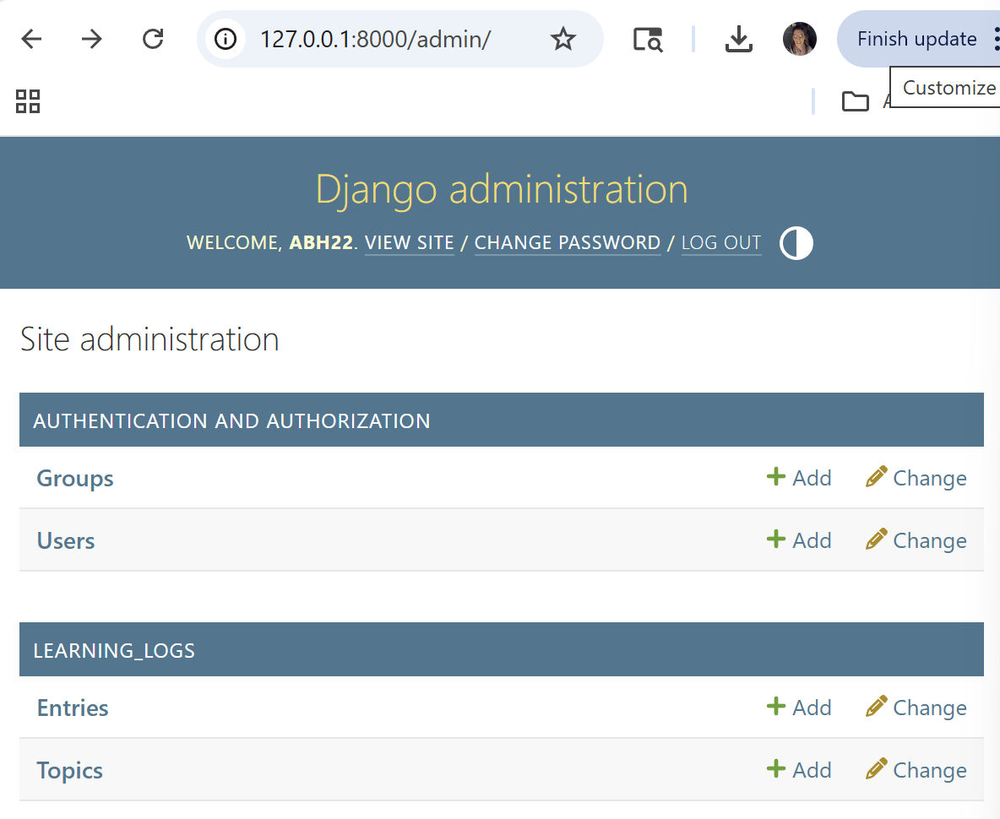 127.0.0.1:8000/admin/
Finish update
Customize
Django administration
WELCOME, ABH22. VIEW SITE / CHANGE PASSWORD / LOG OUT
Site administration
AUTHENTICATION AND AUTHORIZATION
Groups Add Change
Users Add Change
LEARNING_LOGS
Entries Add Change
Topics Add Change